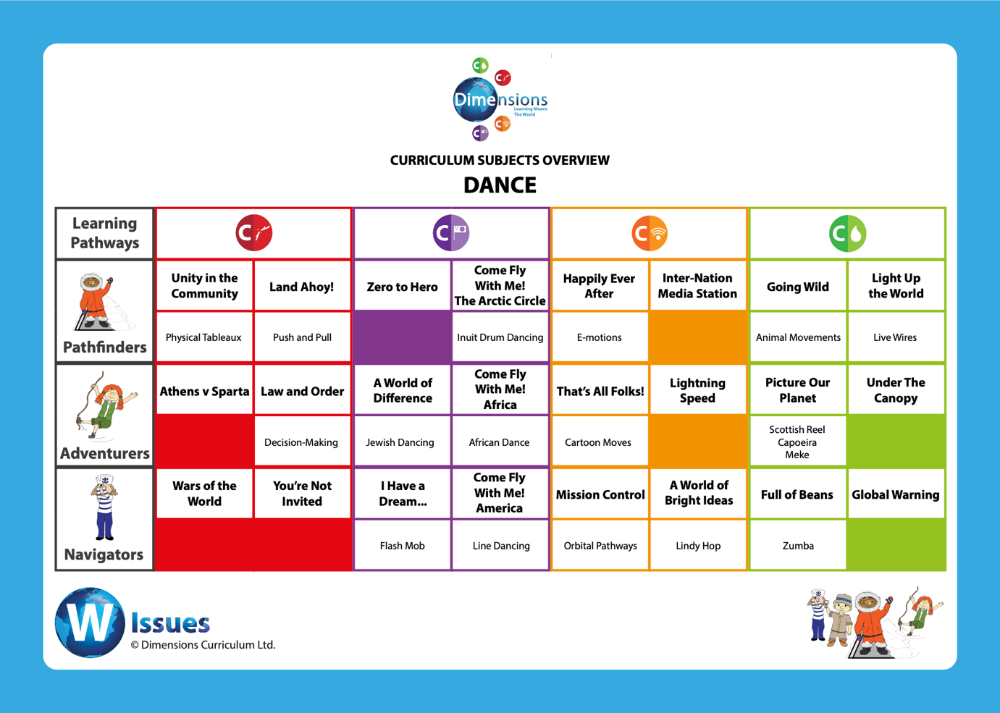 C
C
Dimensions
Learning Means
The World
C
C
CURRICULUM SUBJECTS OVERVIEW
DANCE
Learning
Pathways
C
C
C
C
Pathfinders
Unity in the
Community
Land Ahoy!
Zero to Hero
Come Fly
With Me!
The Arctic Circle
Happily Ever
After
Inter-Nation
Media Station
Going Wild
Light Up
the World
Physical Tableaux
Push and Pull
Inuit Drum Dancing
E-motions
Animal Movements
Live Wires
Adventurers
Athens v Sparta
Law and Order
A World of
Difference
Come Fly
With Me!
Africa
That's All Folks!
Lightning
Speed
Picture Our
Planet
Under The
Canopy
Decision-Making
Jewish Dancing
African Dance
Cartoon Moves
Scottish Reel
Capoeira
Meke
Navigators
Wars of the
World
You're Not
Invited
I Have a
Dream...
Come Fly
With Me!
America
Mission Control
A World of
Bright Ideas
Full of Beans
Global Warning
Flash Mob
Line Dancing
Orbital Pathways
Lindy Hop
Zumba
W Issues
© Dimensions Curriculum Ltd.